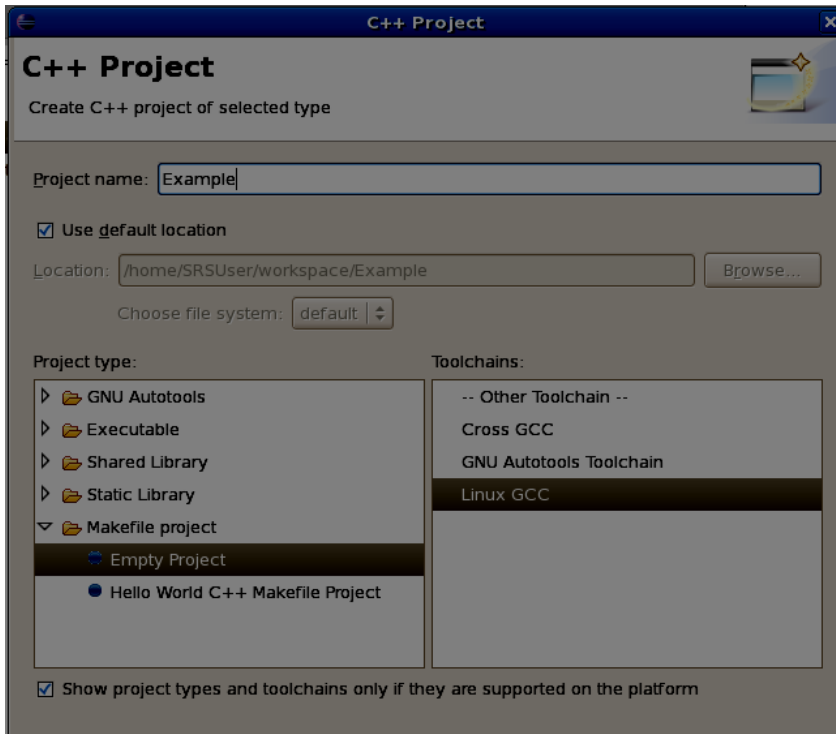 C++ Project
C++ Project
Create C++ project of selected type
Project name: Example
Use default location
Location: /home/SRSUser/workspace/Example Browse...
Choose file system: default
Project type: Toolchains:
GNU Autotools
Executable
Shared Library
Static Library
Makefile project
Empty Project
Hello World C++ Makefile Project
-- Other Toolchain --
Cross GCC
GNU Autotools Toolchain
Linux GCC
Show project types and toolchains only if they are supported on the platform